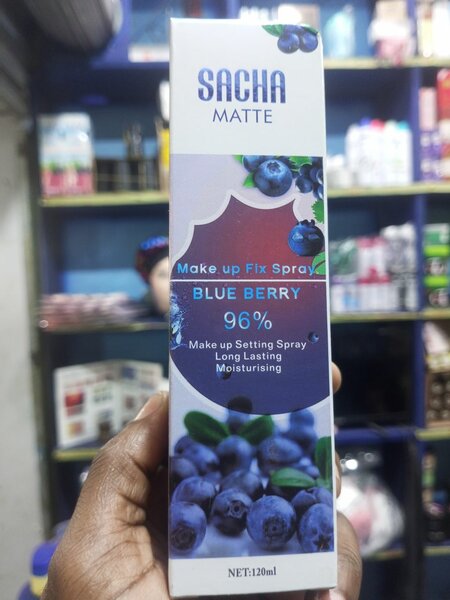 SACHA
MATTE
Make up Fix Spray
BLUE BERRY
96%
Make up Setting Spray
Long Lasting
Moisturising
NET:120ml